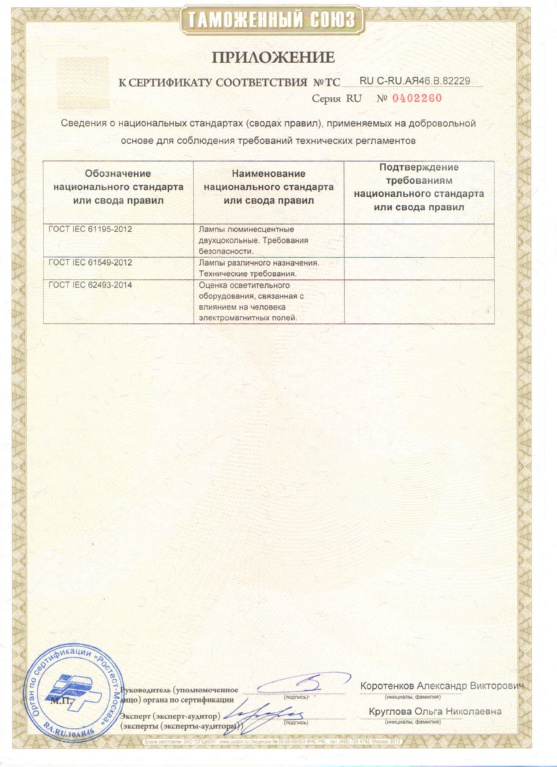 ТАМОЖЕННЫЙ СОЮЗ
ПРИЛОЖЕНИЕ
К СЕРТИФИКАТУ СООТВЕТСТВИЯ №ТС RU C-RU.АЯ46.В.82229
Серия RU № 0402260
Сведения о национальных стандартах (сводах правил), применяемых на добровольной
основе для соблюдения требований технических регламентов
Обозначение
национального стандарта
или свода правил
Наименование
национального стандарта
или свода правил
Подтверждение
требованиям
национального стандарта
или свода правил
ГОСТ IEC 61195-2012
Лампы люминесцентные
двухцокольные. Требования
безопасности.
ГОСТ IEC 61549-2012
Лампы различного назначения.
Технические требования.
ГОСТ IEC 62493-2014
Оценка осветительного
оборудования, связанная с
влиянием на человека
электромагнитных полей.
Орган по сертификации "Ростест-Москва"
RA.RU.10АЯ46
М.П.
Руководитель (уполномоченное
лицо) органа по сертификации
(подпись)
Коротенков Александр Викторович
(инициалы, фамилия)
Эксперт (эксперт-аудитор)
(эксперты (эксперты-аудиторы))
(подпись)
Круглова Ольга Николаевна
(инициалы, фамилия)